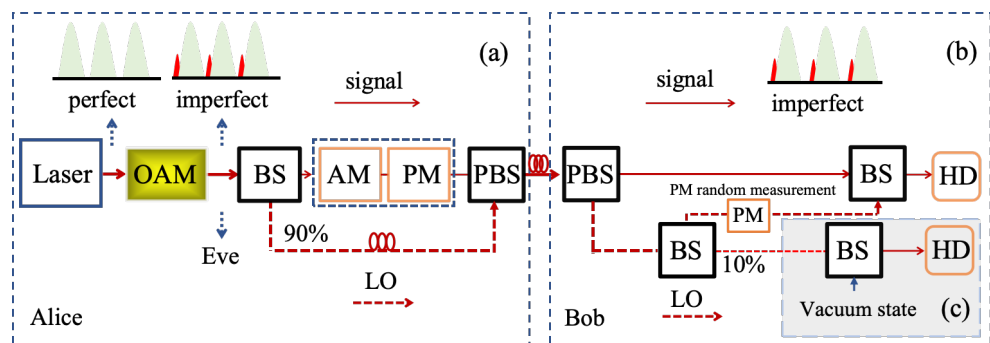 (a)
signal
perfect
imperfect
Laser
OAM
BS
AM
PM
PBS
90%
Eve
LO
Alice
(b)
signal
imperfect
PBS
BS
HD
PM random measurement
PM
BS
10%
BS
HD
LO
Vacuum state
(c)
Bob